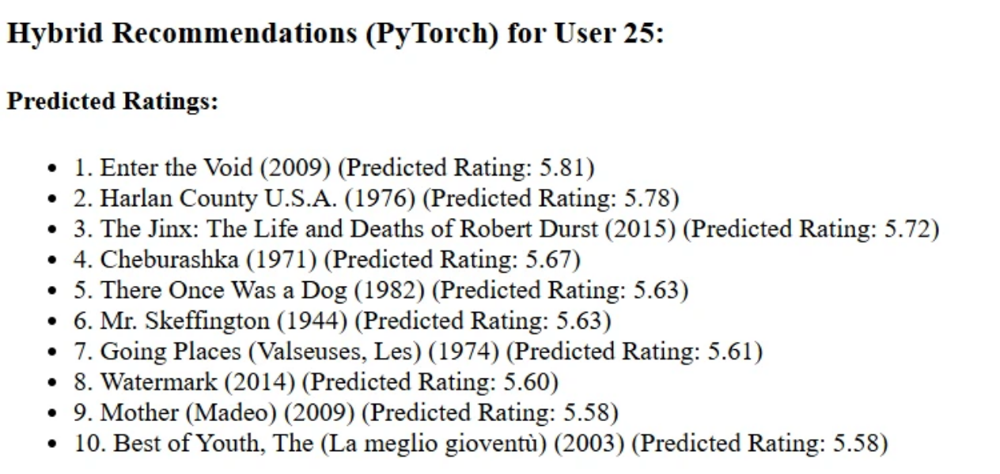 Hybrid Recommendations (PyTorch) for User 25:
Predicted Ratings:
• 1. Enter the Void (2009) (Predicted Rating: 5.81)
• 2. Harlan County U.S.A. (1976) (Predicted Rating: 5.78)
• 3. The Jinx: The Life and Deaths of Robert Durst (2015) (Predicted Rating: 5.72)
• 4. Cheburashka (1971) (Predicted Rating: 5.67)
• 5. There Once Was a Dog (1982) (Predicted Rating: 5.63)
• 6. Mr. Skeffington (1944) (Predicted Rating: 5.63)
• 7. Going Places (Valseuses, Les) (1974) (Predicted Rating: 5.61)
• 8. Watermark (2014) (Predicted Rating: 5.60)
• 9. Mother (Madeo) (2009) (Predicted Rating: 5.58)
• 10. Best of Youth, The (La meglio gioventù) (2003) (Predicted Rating: 5.58)